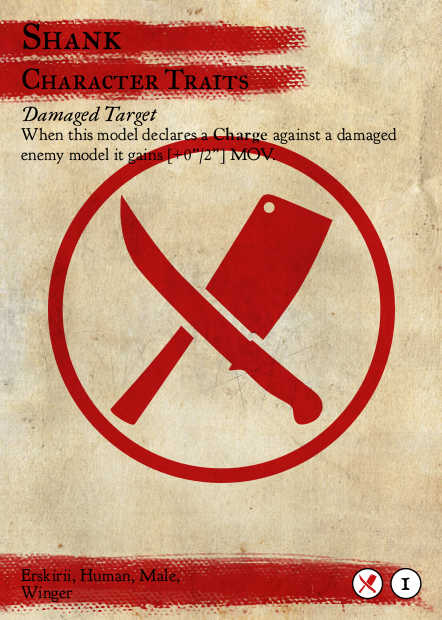 Shank
Character Traits
Damaged Target
When this model declares a Charge against a damaged
enemy model it gains [+0"/2"] MOV.
Erskirii, Human, Male,
Winger
1